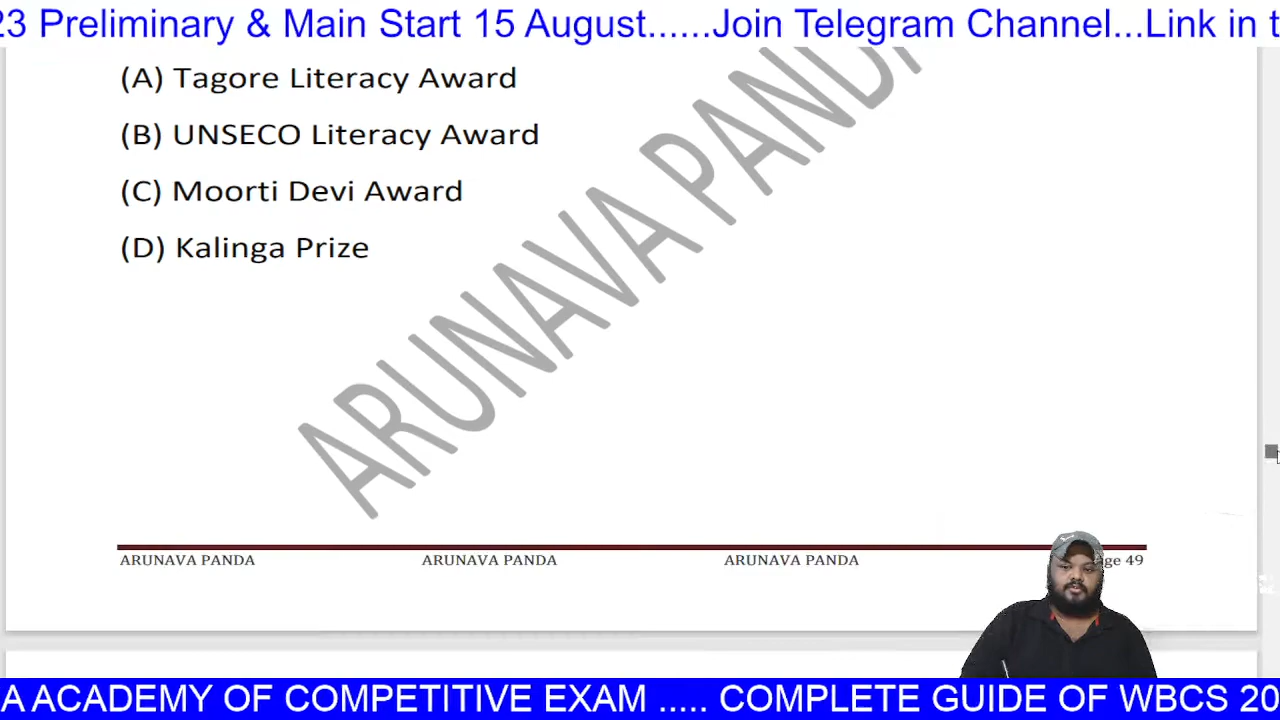 23 Preliminary & Main Start 15 August......Join Telegram Channel...Link in t
(A) Tagore Literacy Award
(B) UNSECO Literacy Award
(C) Moorti Devi Award
(D) Kalinga Prize
ARUNAVA PANDA
ARUNAVA PANDA ARUNAVA PANDA ARUNAVA PANDA age 49
A ACADEMY OF COMPETITIVE EXAM ..... COMPLETE GUIDE OF WBCS 20